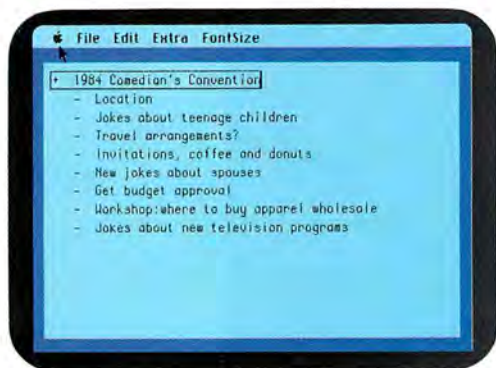 File Edit Extra FontSize
+ 1984 Comedian's Convention
- Location
- Jokes about teenage children
- Travel arrangements?
- Invitations, coffee and donuts
- New jokes about spouses
- Get budget approval
- Workshop:where to buy apparel wholesale
- Jokes about new television programs